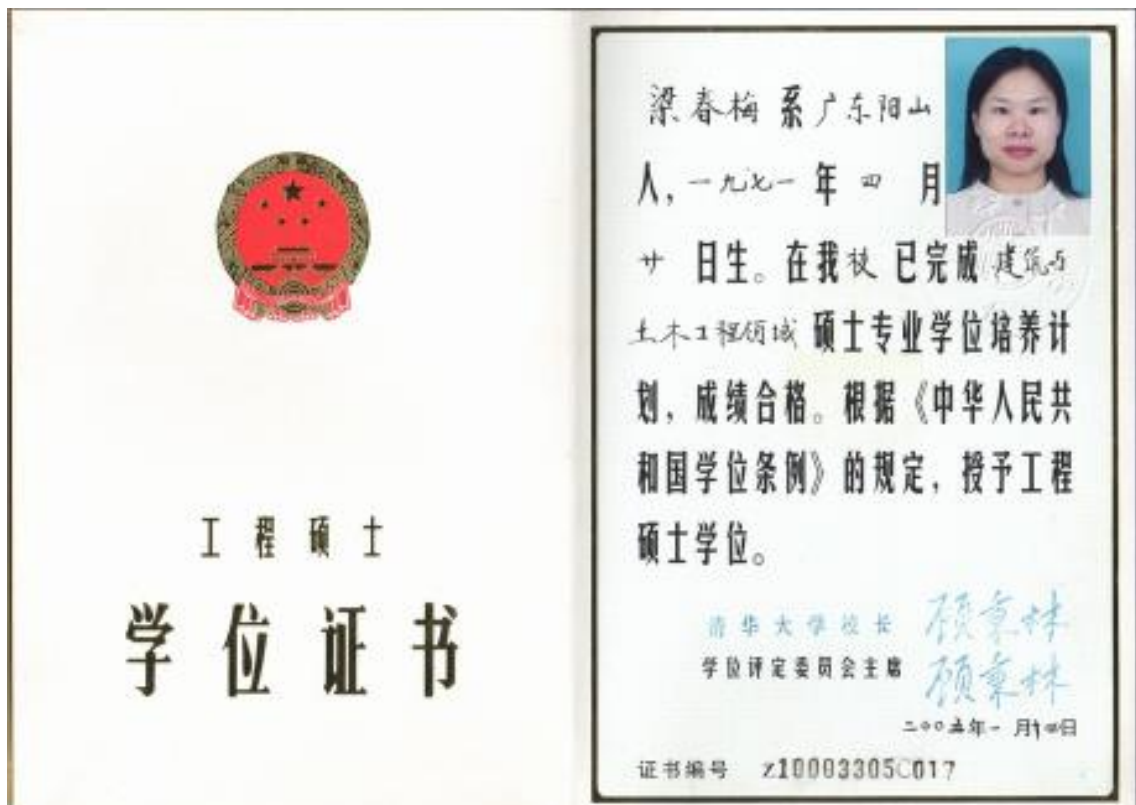 工程硕士
学位证书
梁春梅系广东阳山
人，一九七一年四月
廿日生。在我校已完成建筑与
土木工程领域硕士专业学位培养计
划，成绩合格。根据《中华人民共
和国学位条例》的规定，授予工程
硕士学位。
清华大学校长 顾秉林
学位评定委员会主席 顾秉林
二〇〇五年一月十四日
证书编号 Z10003305C017